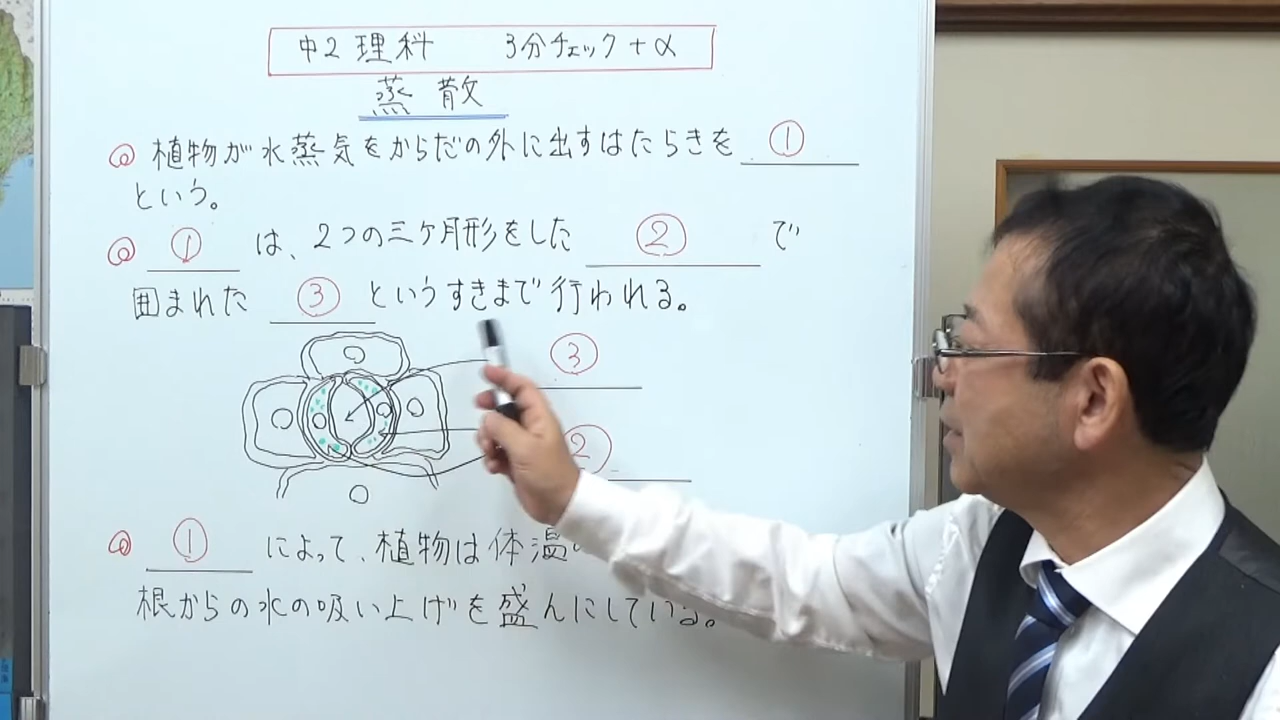 中2理科 3分チェック+α
蒸散
植物が水蒸気をからだの外に出すはたらきを ①
という。
① は、2つの三ケ月形をした ② で
囲まれた ③ というすきまで行われる。
③
②
① によって、植物は体温
根からの水の吸い上げを盛んにしている。